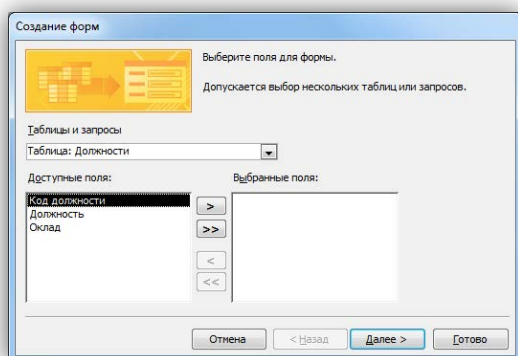 Создание форм
Выберите поля для формы.
Допускается выбор нескольких таблиц или запросов.
Таблицы и запросы
Таблица: Должности
Доступные поля:
Выбранные поля:
Код должности
Должность
Оклад
>
>>
<
<<
Отмена
< Назад
Далее >
Готово